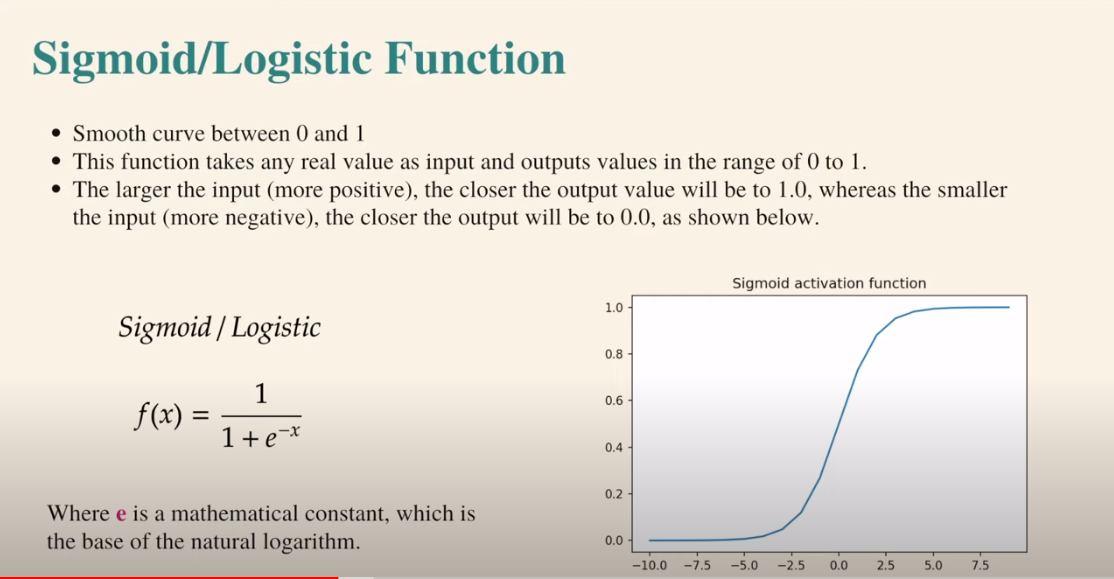 Sigmoid/Logistic Function
• Smooth curve between 0 and 1
• This function takes any real value as input and outputs values in the range of 0 to 1.
• The larger the input (more positive), the closer the output value will be to 1.0, whereas the smaller
the input (more negative), the closer the output will be to 0.0, as shown below.
Sigmoid / Logistic
f(x) = 1 / (1 + e^−x)
Where e is a mathematical constant, which is
the base of the natural logarithm.
Sigmoid activation function
1.0
0.8
0.6
0.4
0.2
0.0
−10.0 −7.5 −5.0 −2.5 0.0 2.5 5.0 7.5